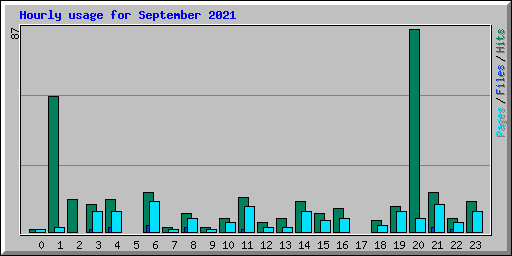 Hourly usage for September 2021
87
Pages/Files/Hits
0 1 2 3 4 5 6 7 8 9 10 11 12 13 14 15 16 17 18 19 20 21 22 23